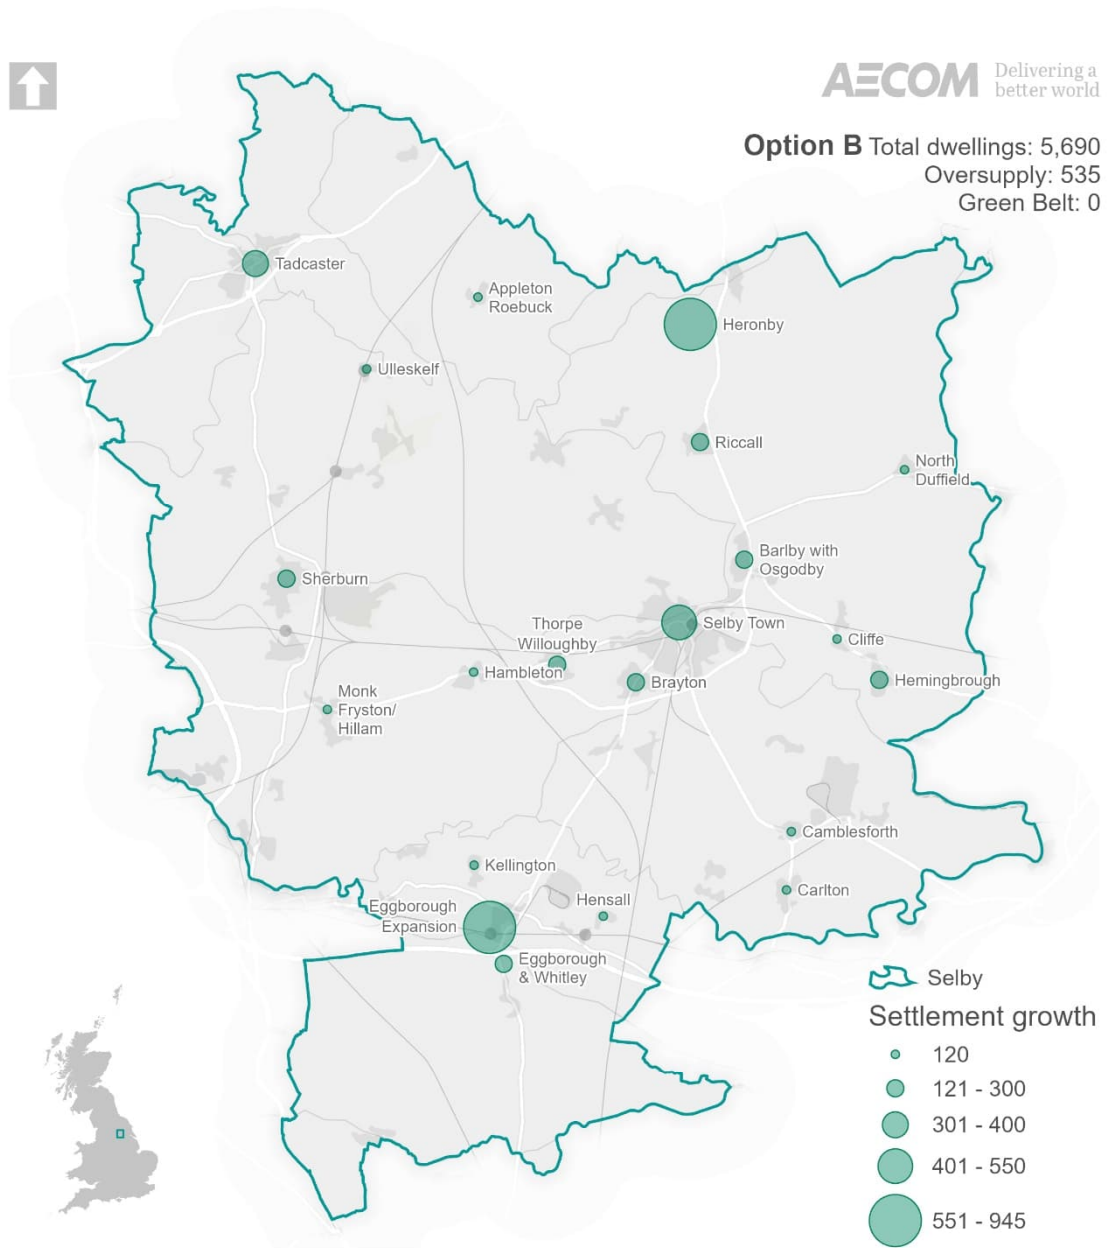 AECOM Delivering a
better world
Option B Total dwellings: 5,690
Oversupply: 535
Green Belt: 0
Tadcaster
Appleton
Roebuck
Heronby
Ulleskelf
Riccall
North
Duffield
Barlby with
Osgodby
Sherburn
Thorpe
Willoughby
Selby Town
Cliffe
Hambleton
Brayton
Hemingbrough
Monk
Fryston/
Hillam
Camblesforth
Kellington
Carlton
Hensall
Eggborough
Expansion
Eggborough
& Whitley
Selby
Settlement growth
120
121 - 300
301 - 400
401 - 550
551 - 945